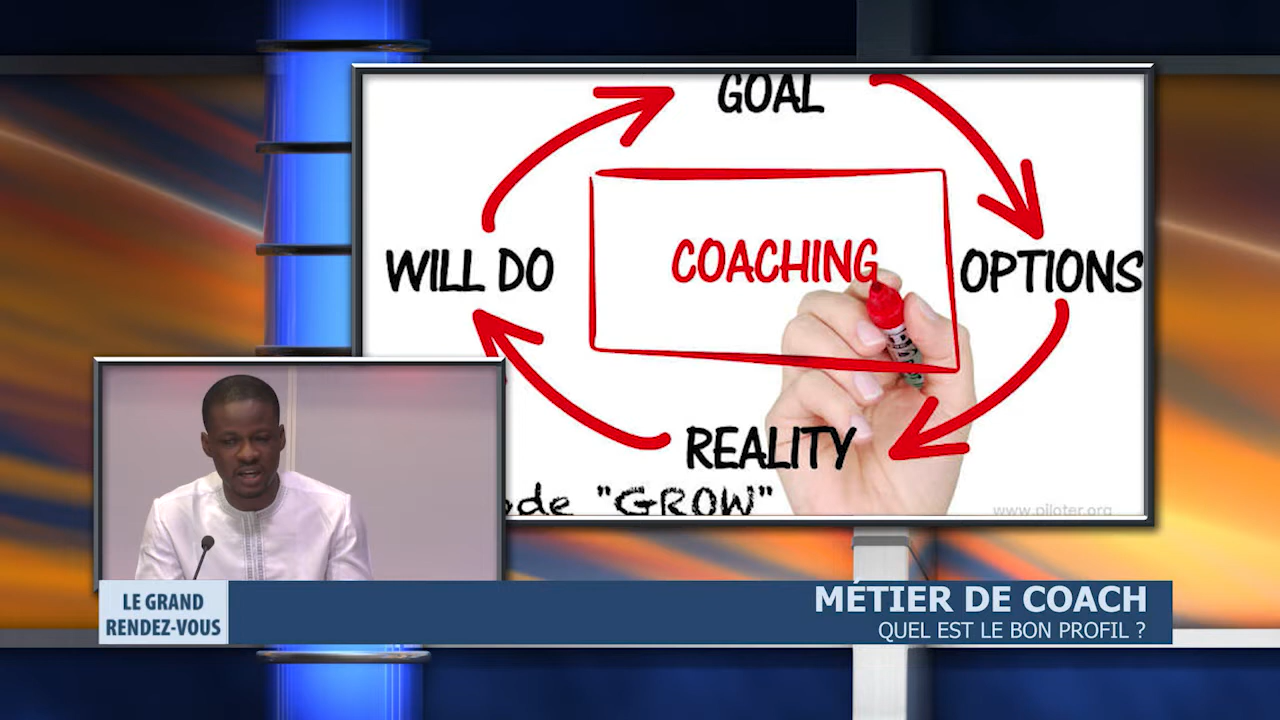 GOAL
WILL DO
COACHING
OPTIONS
REALITY
ode "GROW"
www.piloter.org
LE GRAND
RENDEZ-VOUS
MÉTIER DE COACH
QUEL EST LE BON PROFIL ?